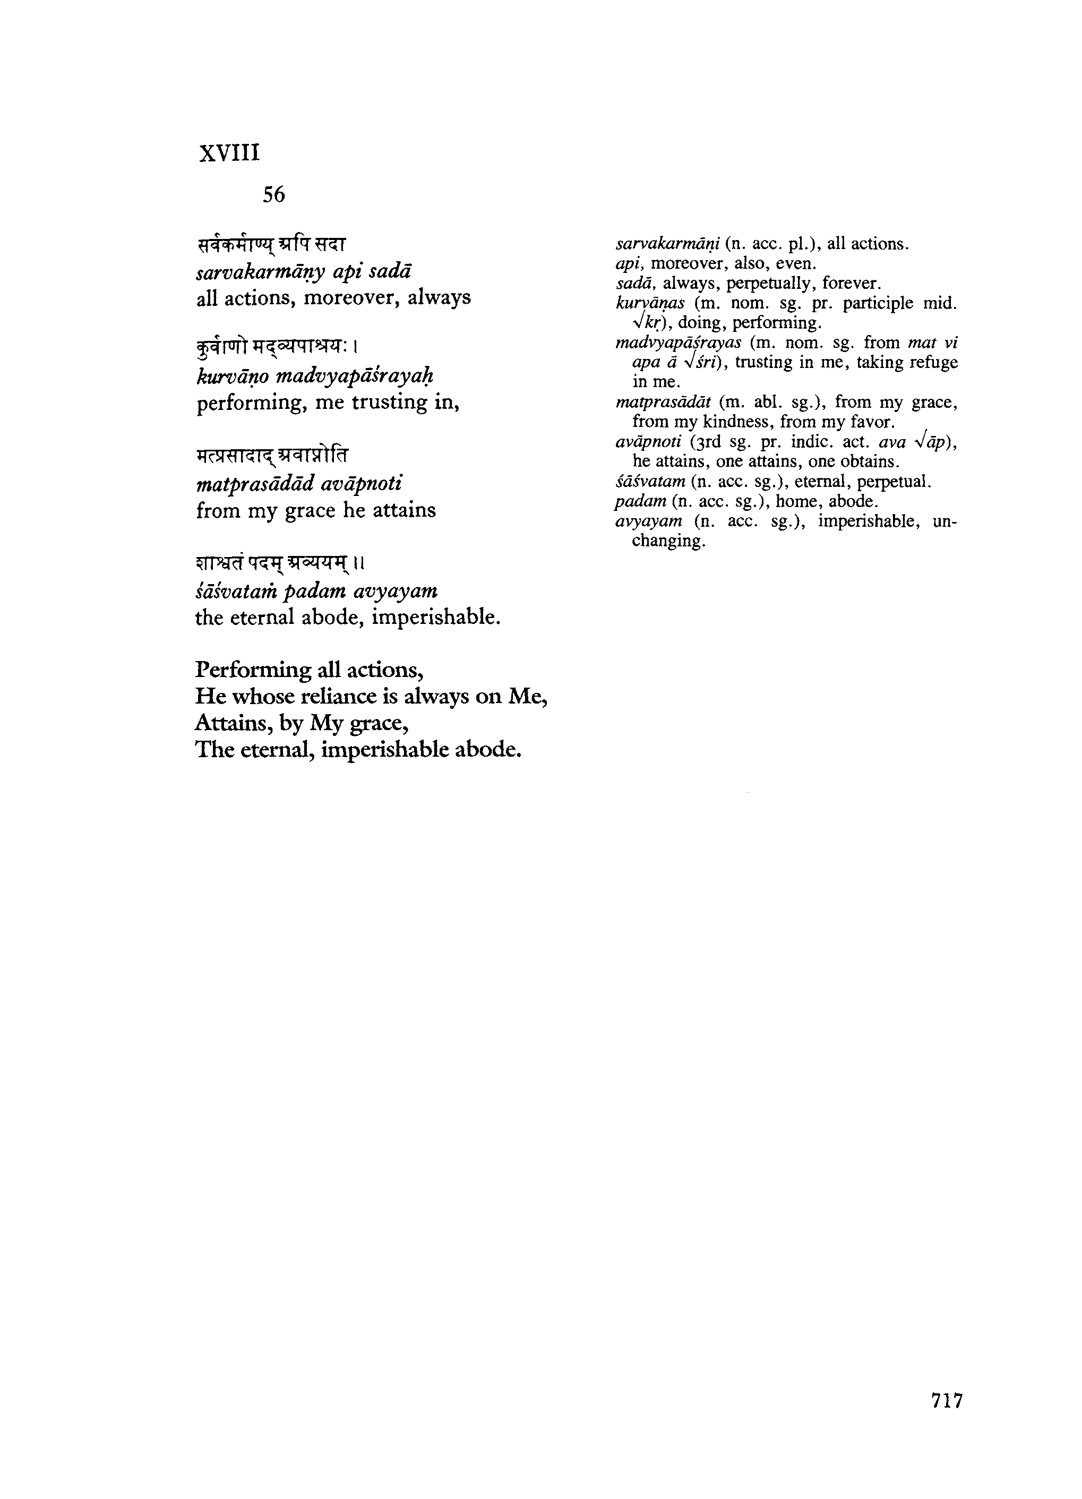 XVIII
56
सर्वकर्माण्य् अपि सदा
sarvakarmāṇy api sadā
all actions, moreover, always
कुर्वाणो मद्व्यपाश्रयः ।
kurvāṇo madvyapāśrayaḥ
performing, me trusting in,
मत्प्रसादाद् अवाप्नोति
matprasādād avāpnoti
from my grace he attains
शाश्वतं पदम् अव्ययम् ॥
śāśvataṁ padam avyayam
the eternal abode, imperishable.
Performing all actions,
He whose reliance is always on Me,
Attains, by My grace,
The eternal, imperishable abode.
sarvakarmāṇi (n. acc. pl.), all actions.
api, moreover, also, even.
sadā, always, perpetually, forever.
kurvāṇas (m. nom. sg. pr. participle mid.
√kṛ), doing, performing.
madvyapāśrayas (m. nom. sg. from mat vi
apa ā √śri), trusting in me, taking refuge
in me.
matprasādāt (m. abl. sg.), from my grace,
from my kindness, from my favor.
avāpnoti (3rd sg. pr. indic. act. ava √āp),
he attains, one attains, one obtains.
śāśvatam (n. acc. sg.), eternal, perpetual.
padam (n. acc. sg.), home, abode.
avyayam (n. acc. sg.), imperishable, un-
changing.
717